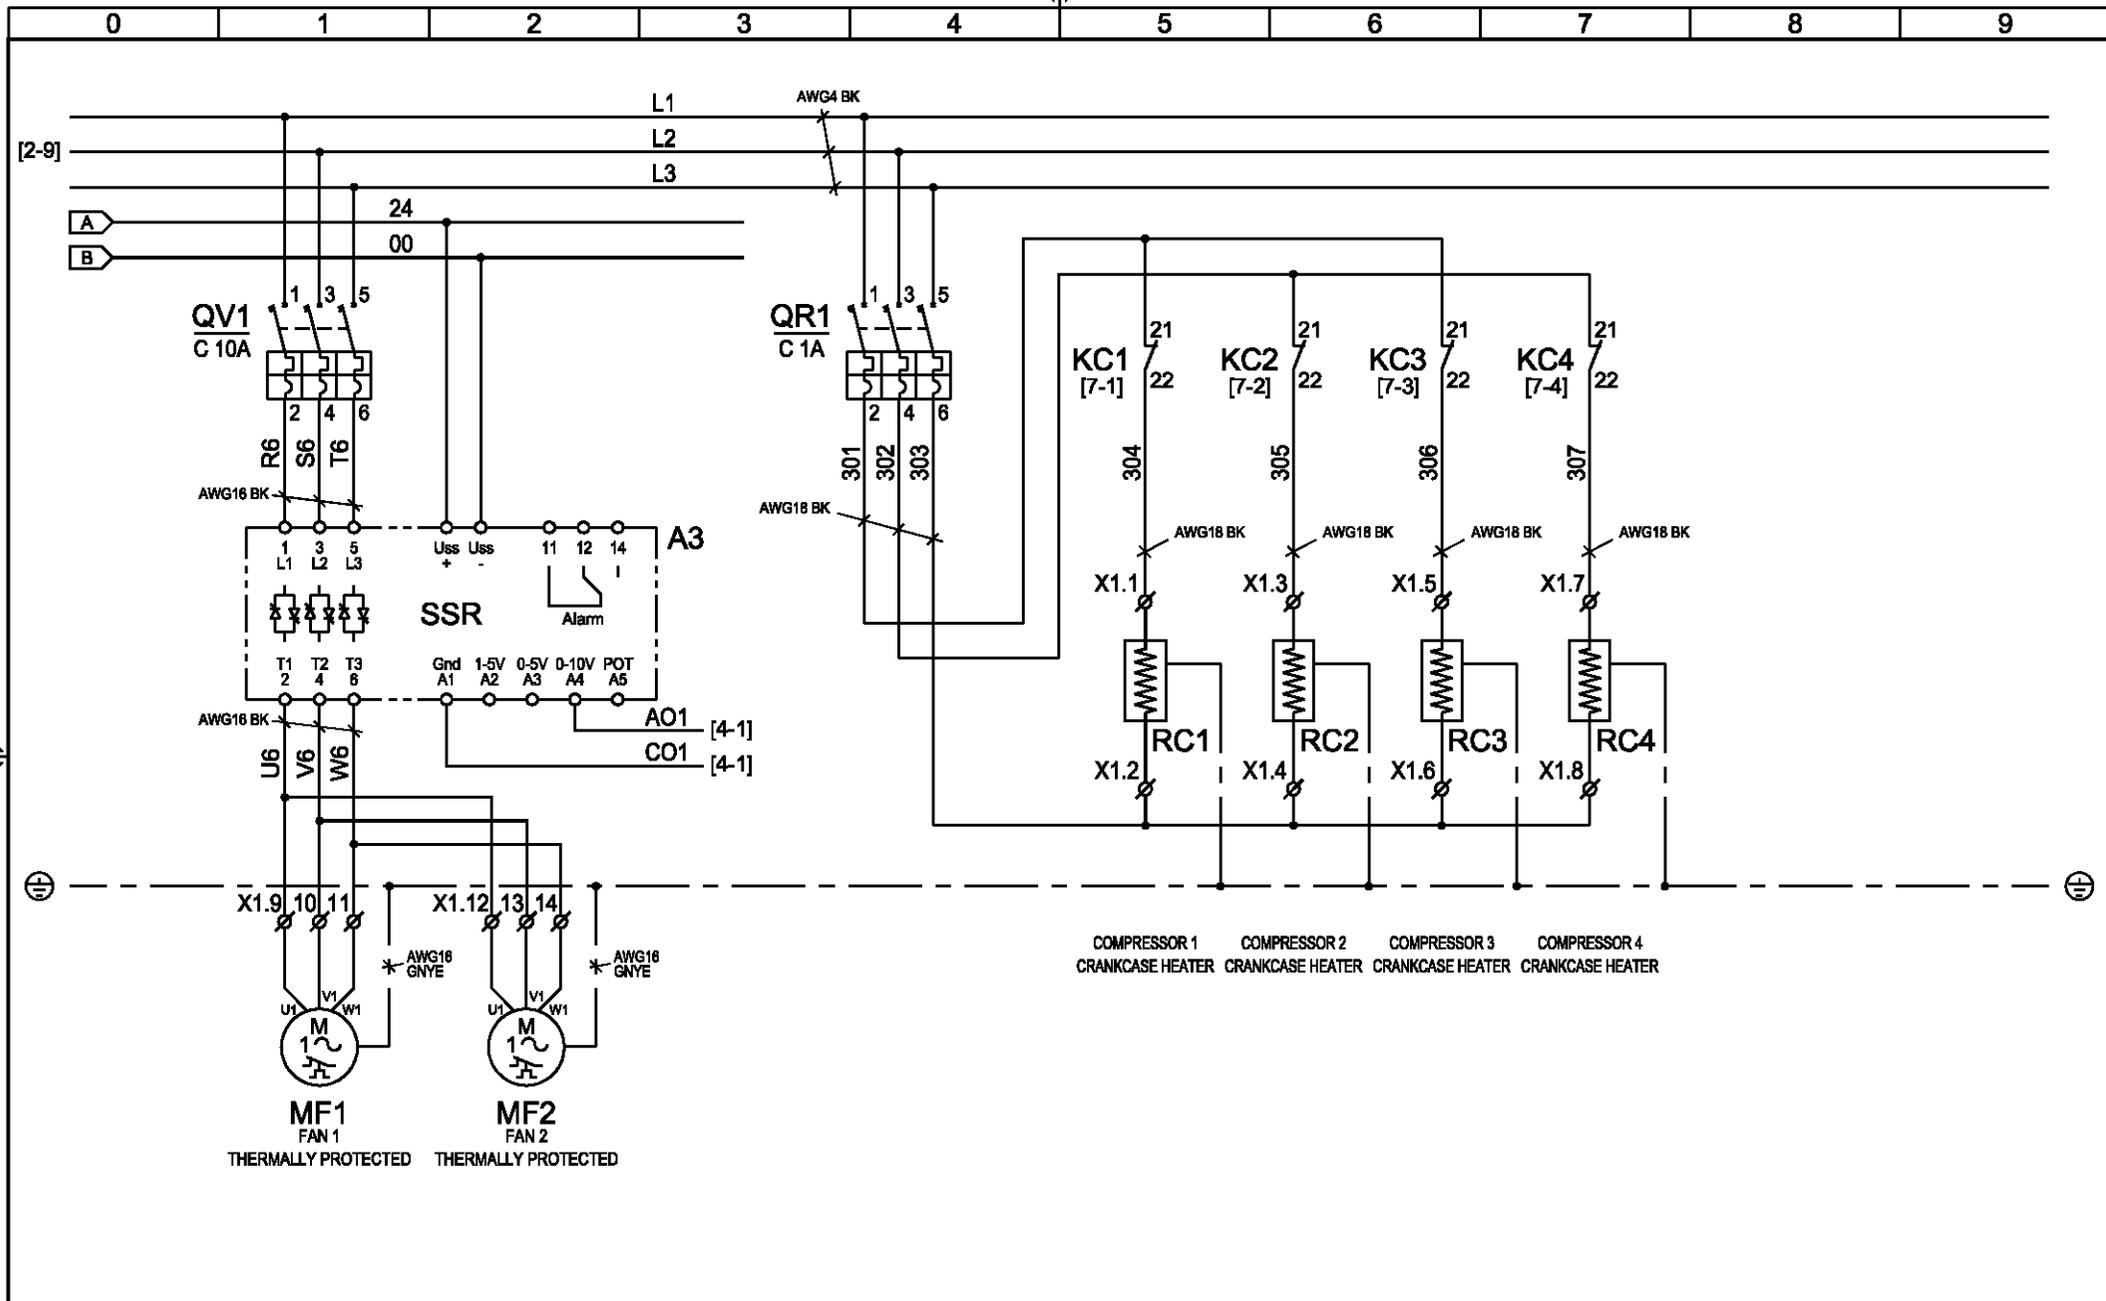 0 1 2 3 4 5 6 7 8 9
AWG4 BK
L1
[2-9] L2
L3
A 24
B 00
1 3 5
QV1
C 10A
2 4 6
R6 S6 T6
AWG16 BK
1 3 5 Uss Uss 11 12 14
L1 L2 L3 + -
A3
SSR
Alarm
T1 T2 T3 Gnd 1-5V 0-5V 0-10V POT
2 4 6 A1 A2 A3 A4 A5
AWG16 BK
U6 V6 W6
AO1 [4-1]
CO1 [4-1]
X1.9 10 11 X1.12 13 14
AWG16
GNYE
AWG16
GNYE
U1 V1 W1
M
1
U1 V1 W1
M
1
MF1
FAN 1
THERMALLY PROTECTED
MF2
FAN 2
THERMALLY PROTECTED
1 3 5
QR1
C 1A
2 4 6
301 302 303
AWG18 BK
21
KC1
[7-1] 22
21
KC2
[7-2] 22
21
KC3
[7-3] 22
21
KC4
[7-4] 22
304 305 306 307
AWG18 BK AWG18 BK AWG18 BK AWG18 BK
X1.1 X1.3 X1.5 X1.7
RC1 RC2 RC3 RC4
X1.2 X1.4 X1.6 X1.8
COMPRESSOR 1
CRANKCASE HEATER
COMPRESSOR 2
CRANKCASE HEATER
COMPRESSOR 3
CRANKCASE HEATER
COMPRESSOR 4
CRANKCASE HEATER